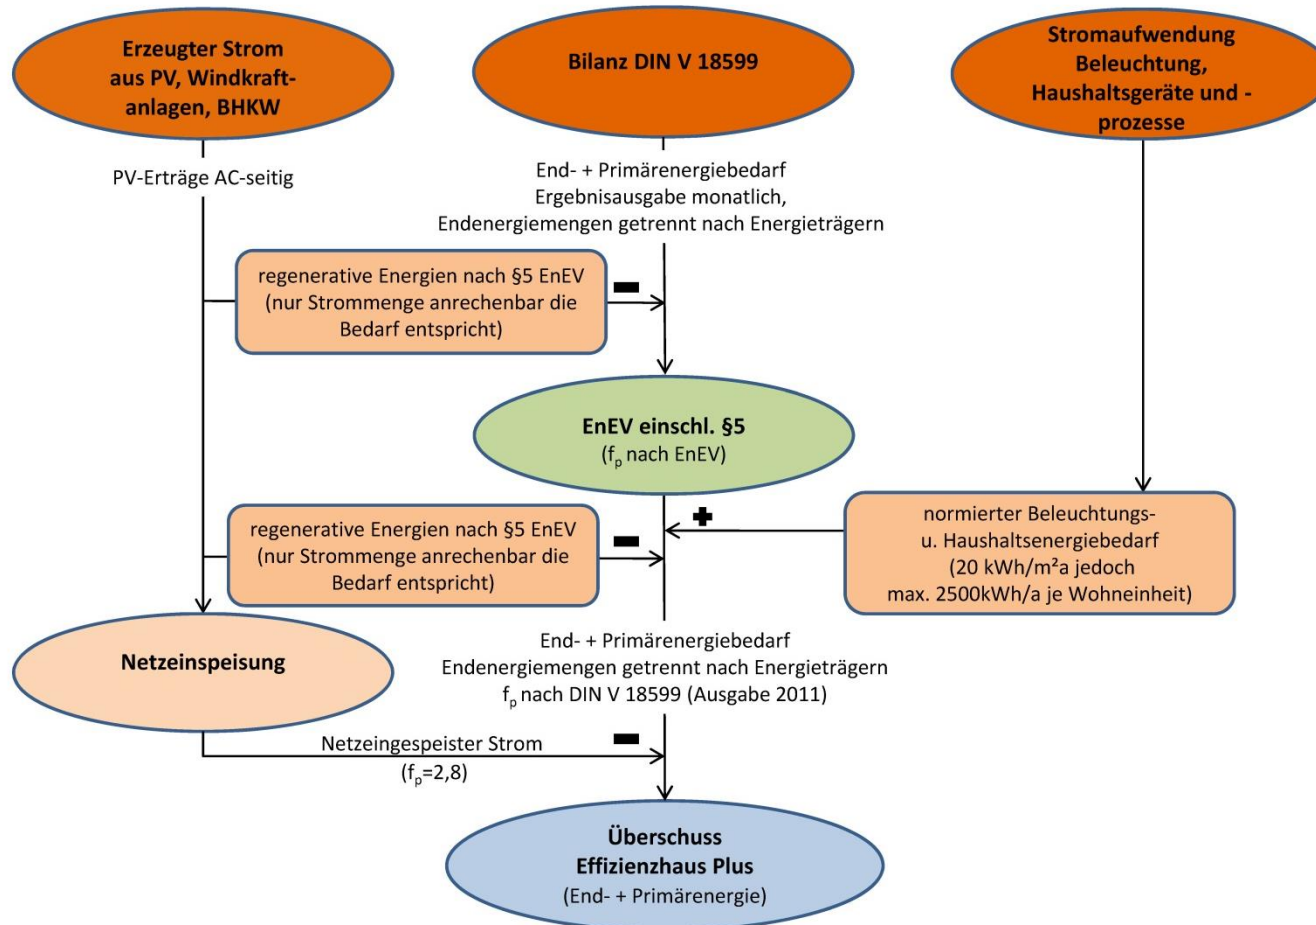 Erzeugter Strom
aus PV, Windkraft-
anlagen, BHKW
Bilanz DIN V 18599
Stromaufwendung
Beleuchtung,
Haushaltsgeräte und -
prozesse
PV-Erträge AC-seitig
End- + Primärenergiebedarf
Ergebnisausgabe monatlich,
Endenergiemengen getrennt nach Energieträgern
regenerative Energien nach §5 EnEV
(nur Strommenge anrechenbar die
Bedarf entspricht)
EnEV einschl. §5
(fp nach EnEV)
regenerative Energien nach §5 EnEV
(nur Strommenge anrechenbar die
Bedarf entspricht)
normierter Beleuchtungs-
u. Haushaltsenergiebedarf
(20 kWh/m²a jedoch
max. 2500kWh/a je Wohneinheit)
Netzeinspeisung
End- + Primärenergiebedarf
Endenergiemengen getrennt nach Energieträgern
fp nach DIN V 18599 (Ausgabe 2011)
Netzeingespeister Strom
(fp=2,8)
Überschuss
Effizienzhaus Plus
(End- + Primärenergie)